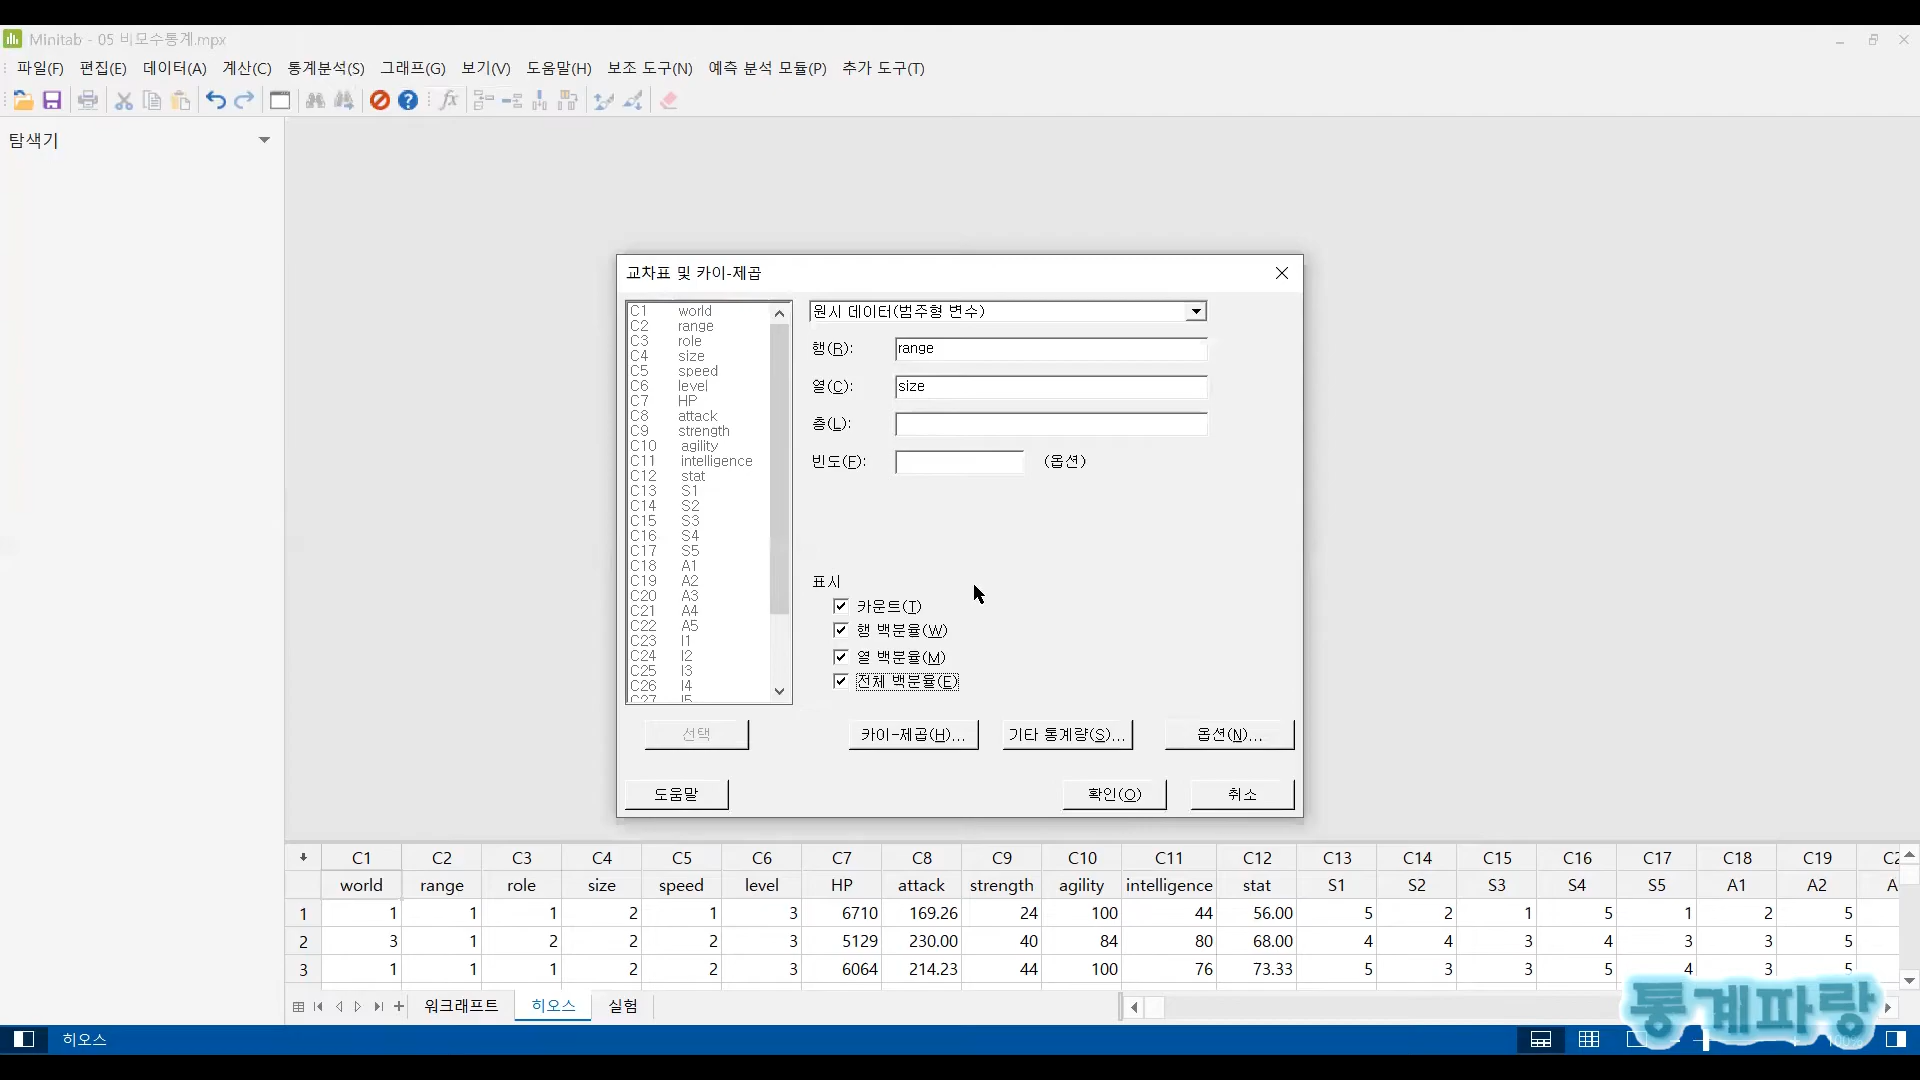 Minitab - 05 비모수통계.mpx
파일(F) 편집(E) 데이터(A) 계산(C) 통계분석(S) 그래프(G) 보기(V) 도움말(H) 보조 도구(N) 예측 분석 모듈(P) 추가 도구(T)
탐색기
교차표 및 카이-제곱
C1 world
C2 range
C3 role
C4 size
C5 speed
C6 level
C7 HP
C8 attack
C9 strength
C10 agility
C11 intelligence
C12 stat
C13 S1
C14 S2
C15 S3
C16 S4
C17 S5
C18 A1
C19 A2
C20 A3
C21 A4
C22 A5
C23 I1
C24 I2
C25 I3
C26 I4
C27 I5
원시 데이터(범주형 변수)
행(R): range
열(C): size
층(L):
빈도(F): (옵션)
표시
카운트(T)
행 백분율(W)
열 백분율(M)
전체 백분율(E)
선택 카이-제곱(H)... 기타 통계량(S)... 옵션(N)...
도움말 확인(O) 취소
C1 C2 C3 C4 C5 C6 C7 C8 C9 C10 C11 C12 C13 C14 C15 C16 C17 C18 C19 C2
world range role size speed level HP attack strength agility intelligence stat S1 S2 S3 S4 S5 A1 A2 A
1 1 1 1 2 1 3 6710 169.26 24 100 44 56.00 5 2 1 5 1 2 5
2 3 1 2 2 2 3 5129 230.00 40 84 80 68.00 4 4 3 4 3 3 5
3 1 1 1 2 2 3 6064 214.23 44 100 76 73.33 5 3 3 5 4 3 5
워크래프트 히오스 실험
통계파랑
히오스